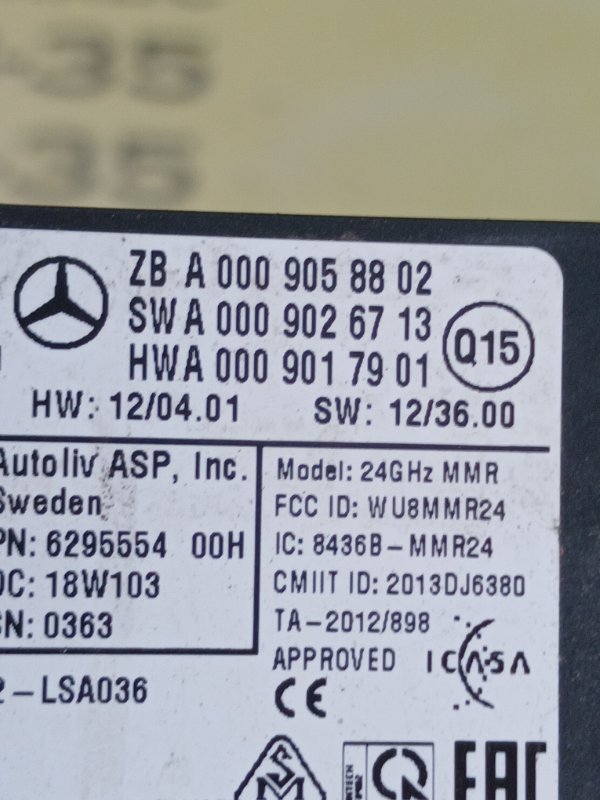 -35
-35
ZB A 000 905 88 02
SW A 000 902 67 13
HW A 000 901 79 01
Q15
HW: 12/04.01 SW: 12/36.00
Autoliv ASP, Inc.
Sweden
PN: 6295554 00H
DC: 18W103
SN: 0363
-LSA036
Model: 24GHz MMR
FCC ID: WU8MMR24
IC: 8436B-MMR24
CMIIT ID: 2013DJ6380
TA-2012/898
APPROVED ICASA
CE
EAC